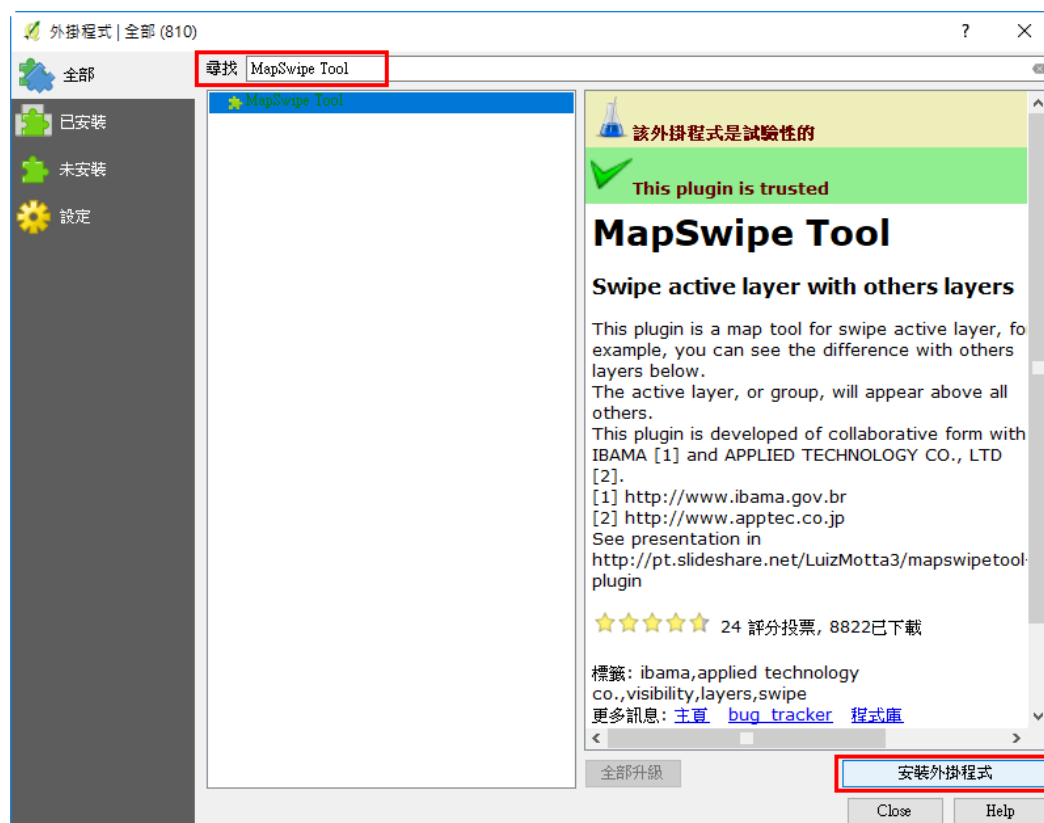 外掛程式 | 全部 (810)
?
全部
已安裝
未安裝
設定
尋找 MapSwipe Tool
MapSwipe Tool
該外掛程式是試驗性的
This plugin is trusted
MapSwipe Tool
Swipe active layer with others layers
This plugin is a map tool for swipe active layer, fo
example, you can see the difference with others
layers below.
The active layer, or group, will appear above all
others.
This plugin is developed of collaborative form with
IBAMA [1] and APPLIED TECHNOLOGY CO., LTD
[2].
[1] http://www.ibama.gov.br
[2] http://www.apptec.co.jp
See presentation in
http://pt.slideshare.net/LuizMotta3/mapswipetool-
plugin
24 評分投票, 8822已下載
標籤: ibama,applied technology
co.,visibility,layers,swipe
更多訊息: 主頁 bug tracker 程式庫
全部升級
安裝外掛程式
Close
Help